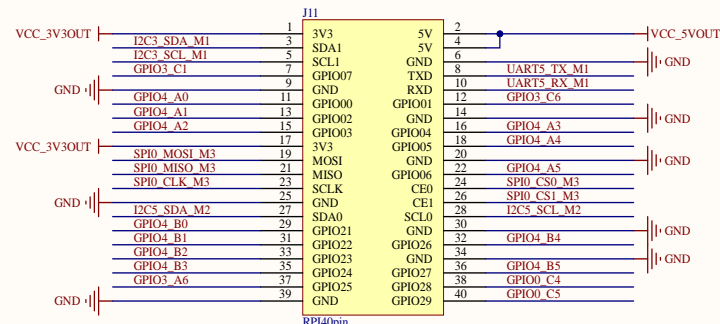 J11
VCC_3V3OUT 1 3V3 5V 2 VCC_5VOUT
I2C3_SDA_M1 3 SDA1 5V 4
I2C3_SCL_M1 5 SCL1 GND 6 GND
GPIO3_C1 7 GPIO07 TXD 8 UART5_TX_M1
GND 9 GND RXD 10 UART5_RX_M1
GPIO4_A0 11 GPIO00 GPIO01 12 GPIO3_C6
GPIO4_A1 13 GPIO02 GND 14 GND
GPIO4_A2 15 GPIO03 GPIO04 16 GPIO4_A3
VCC_3V3OUT 17 3V3 GPIO05 18 GPIO4_A4
SPI0_MOSI_M3 19 MOSI GND 20 GND
SPI0_MISO_M3 21 MISO GPIO06 22 GPIO4_A5
SPI0_CLK_M3 23 SCLK CE0 24 SPI0_CS0_M3
GND 25 GND CE1 26 SPI0_CS1_M3
I2C5_SDA_M2 27 SDA0 SCL0 28 I2C5_SCL_M2
GPIO4_B0 29 GPIO21 GND 30 GND
GPIO4_B1 31 GPIO22 GPIO26 32 GPIO4_B4
GPIO4_B2 33 GPIO23 GND 34 GND
GPIO4_B3 35 GPIO24 GPIO27 36 GPIO4_B5
GPIO3_A6 37 GPIO25 GPIO28 38 GPIO0_C4
GND 39 GND GPIO29 40 GPIO0_C5
RPI40pin